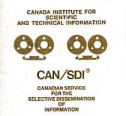 CANADA INSTITUTE FOR
SCIENTIFIC
AND TECHNICAL INFORMATION
CAN/SDI®
CANADIAN SERVICE
FOR THE
SELECTIVE DISSEMINATION
OF
INFORMATION